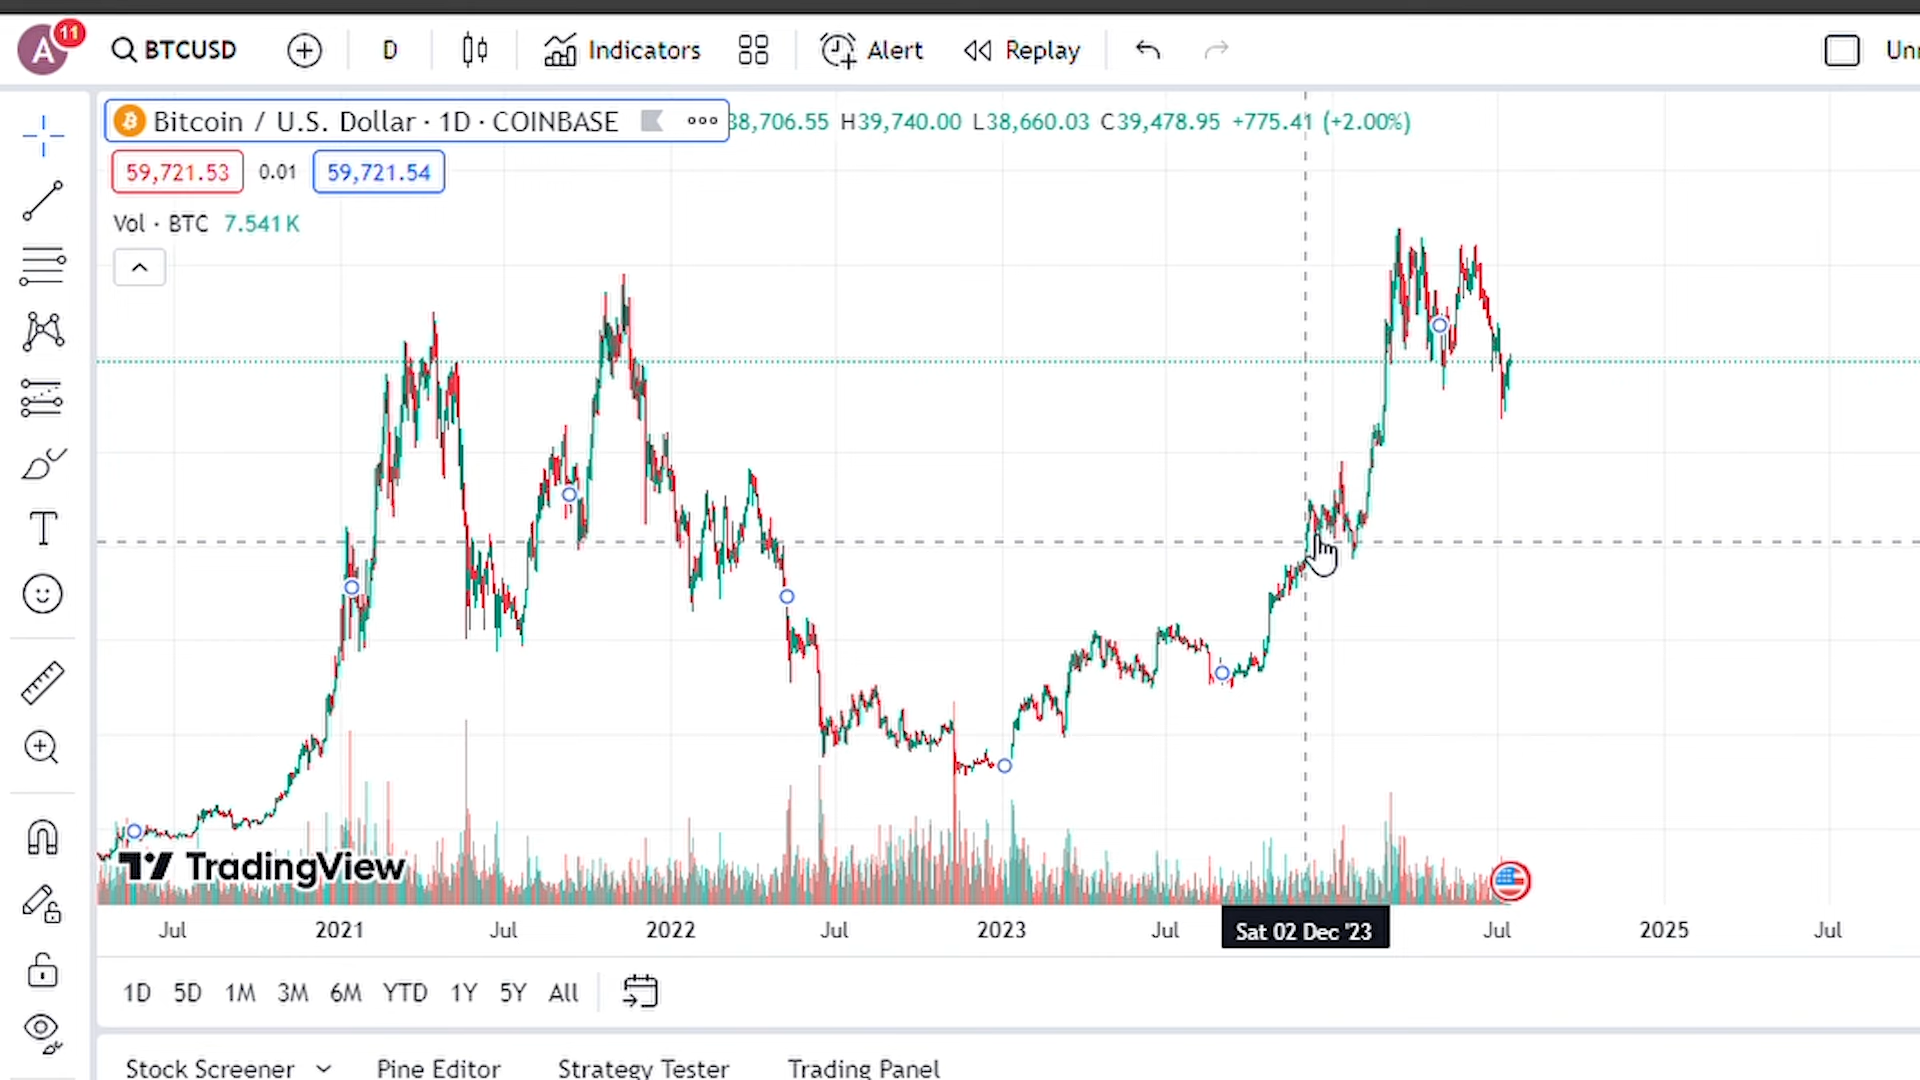 A 11 BTCUSD D Indicators Alert Replay Unn
Bitcoin / U.S. Dollar · 1D · COINBASE 38,706.55 H39,740.00 L38,660.03 C39,478.95 +775.41 (+2.00%)
59,721.53 0.01 59,721.54
Vol · BTC 7.541K
TradingView
Jul 2021 Jul 2022 Jul 2023 Jul Sat 02 Dec '23 Jul 2025 Jul
1D 5D 1M 3M 6M YTD 1Y 5Y All
Stock Screener Pine Editor Strategy Tester Trading Panel